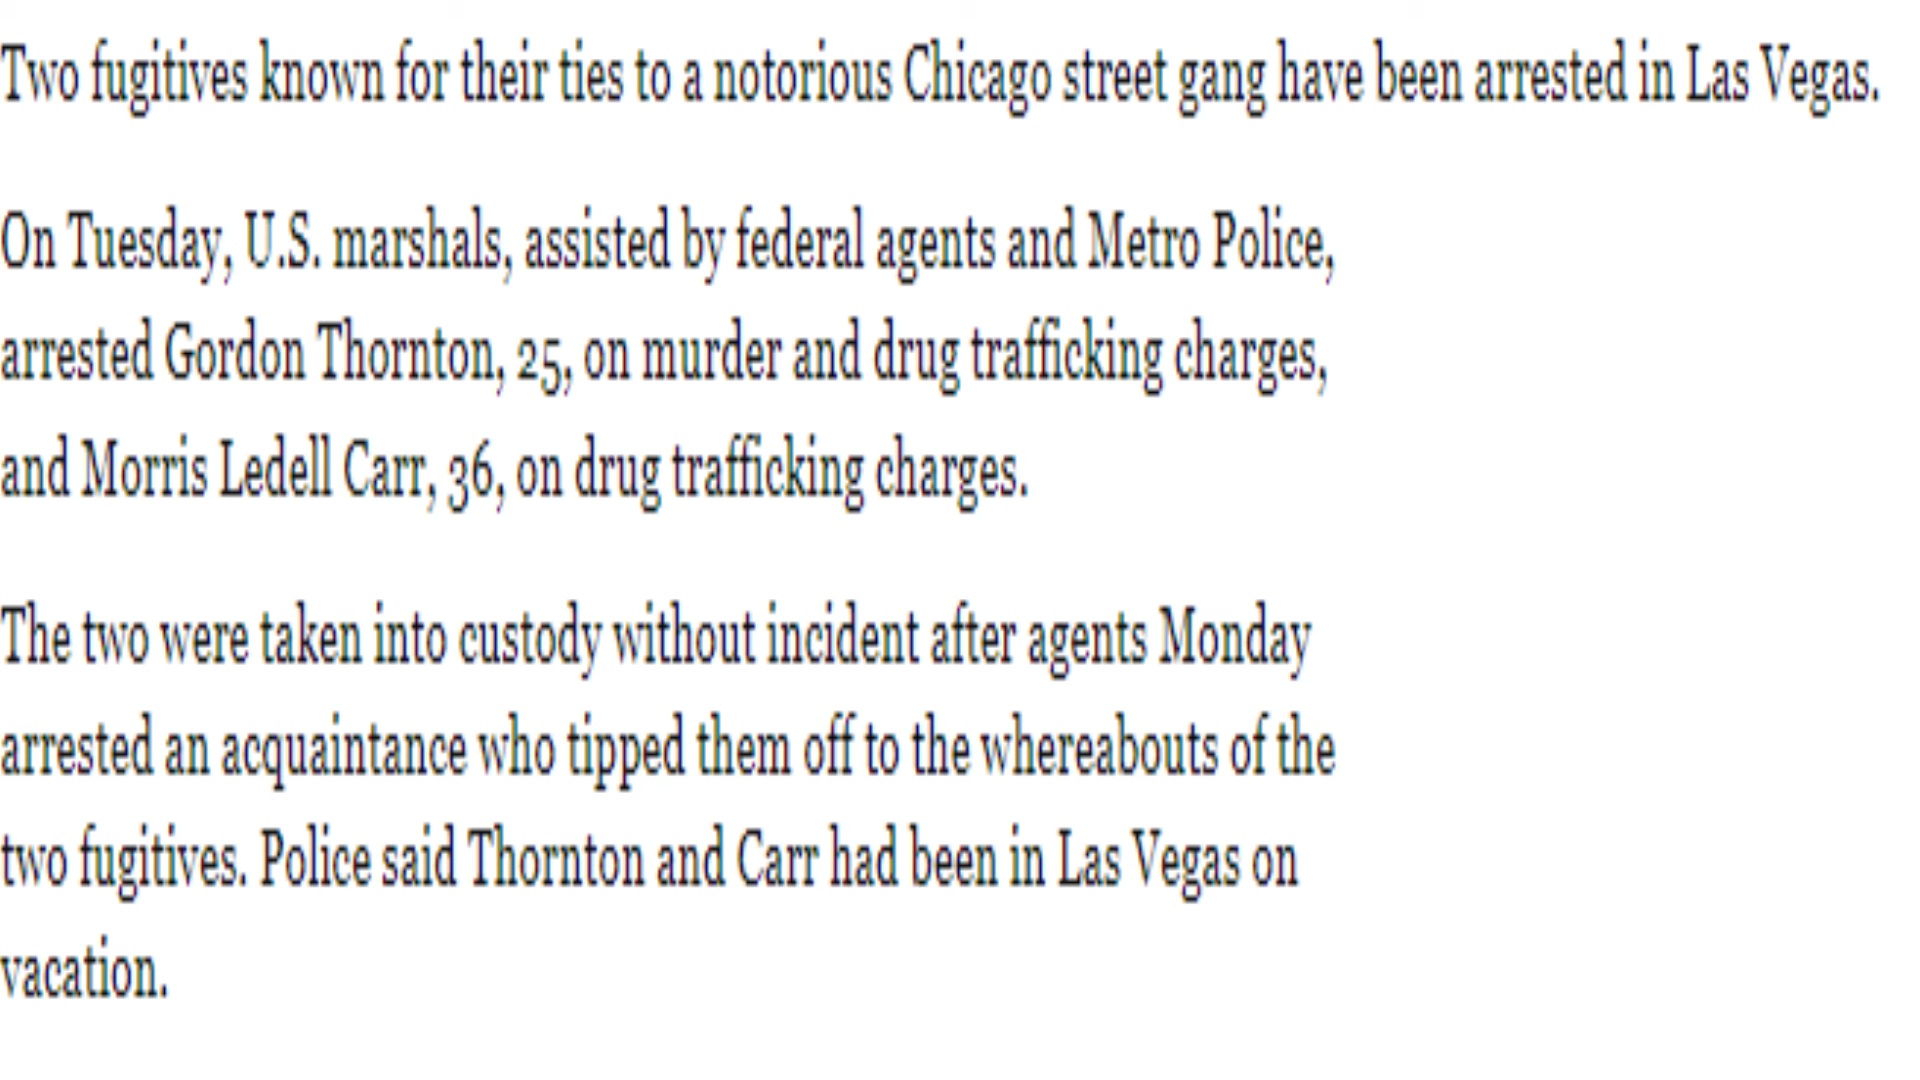 Two fugitives known for their ties to a notorious Chicago street gang have been arrested in Las Vegas.
On Tuesday, U.S. marshals, assisted by federal agents and Metro Police,
arrested Gordon Thornton, 25, on murder and drug trafficking charges,
and Morris Ledell Carr, 36, on drug trafficking charges.
The two were taken into custody without incident after agents Monday
arrested an acquaintance who tipped them off to the whereabouts of the
two fugitives. Police said Thornton and Carr had been in Las Vegas on
vacation.